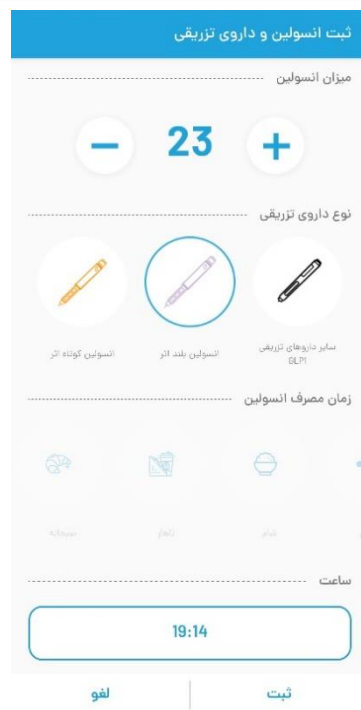 ثبت انسولین و داروی تزریقی
میزان انسولین
+ 23 −
نوع داروی تزریقی
سایر داروهای تزریقی
GLP1
انسولین بلند اثر
انسولین کوتاه اثر
زمان مصرف انسولین
شام
ناهار
صبحانه
ساعت
19:14
ثبت
لغو